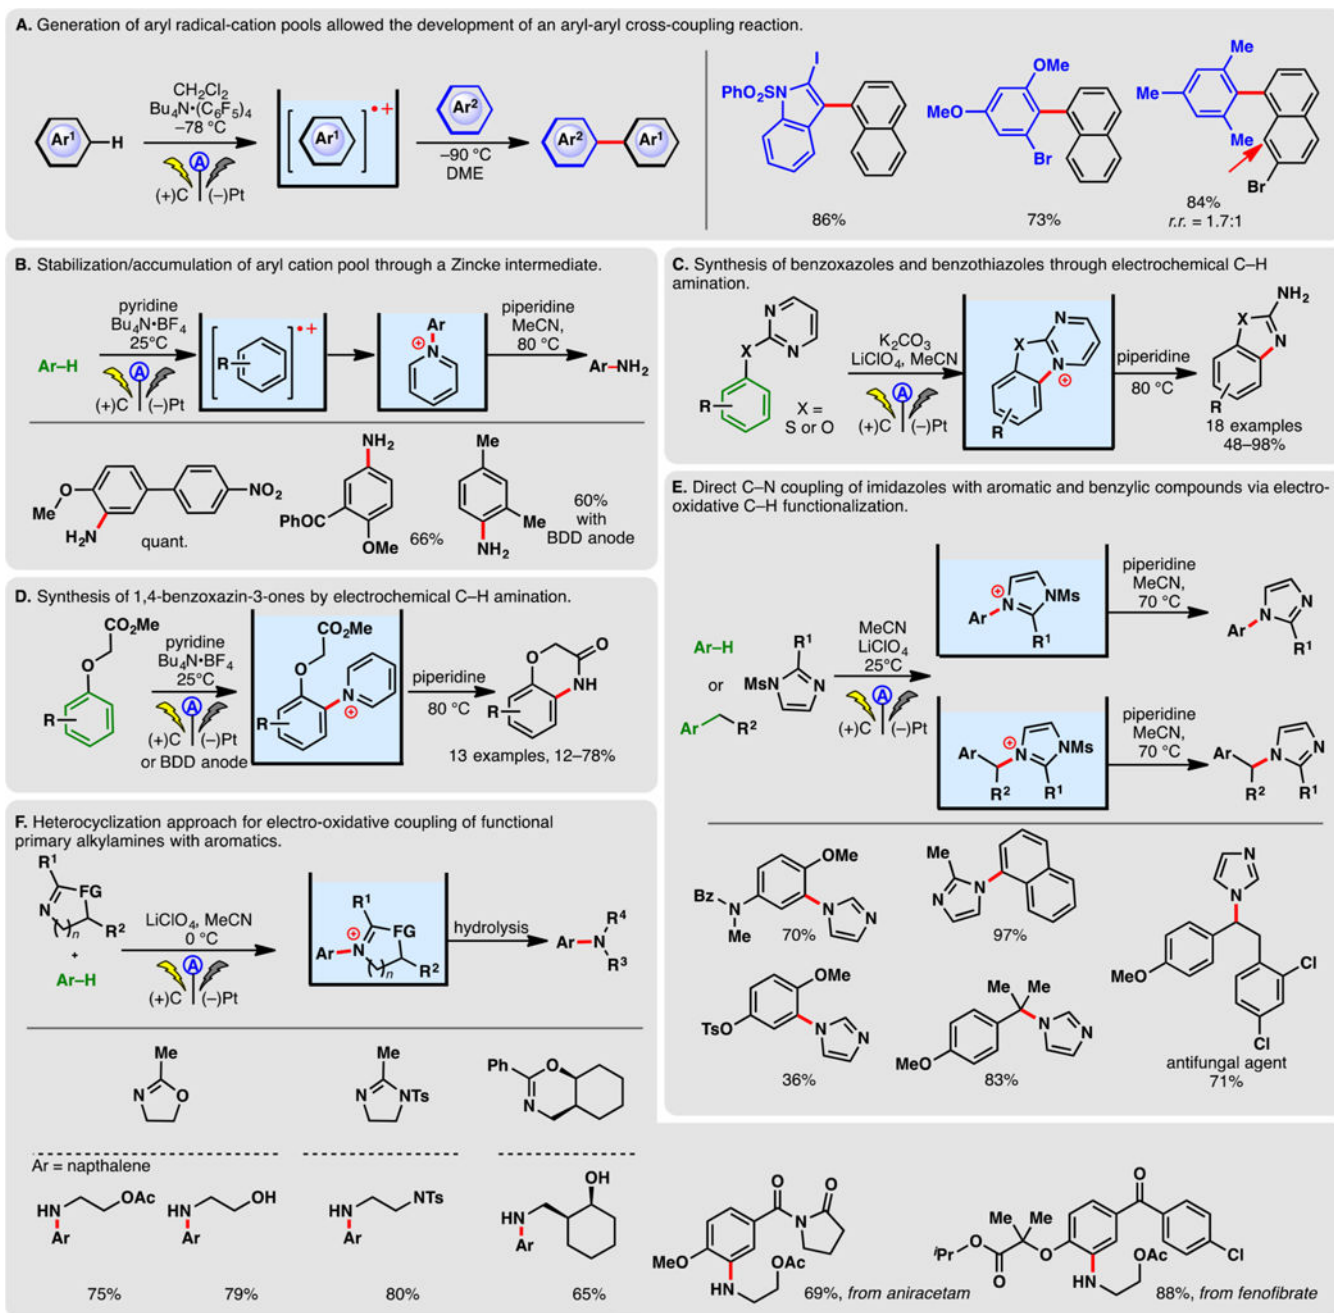 A. Generation of aryl radical-cation pools allowed the development of an aryl-aryl cross-coupling reaction.
CH2Cl2
Bu4N•(C6F5)4
–78 °C
Ar1
H
A
(+)C
(–)Pt
Ar1
•+
Ar2
–90 °C
DME
Ar2
Ar1
I
PhO2SN
86%
OMe
MeO
Br
73%
Me
Me
Me
Br
84%
r.r. = 1.7:1
B. Stabilization/accumulation of aryl cation pool through a Zincke intermediate.
pyridine
Bu4N•BF4
25°C
Ar–H
A
(+)C
(–)Pt
R
•+
Ar
N
+
piperidine
MeCN,
80 °C
Ar–NH2
O
Me
H2N
NO2
quant.
NH2
PhOC
OMe
66%
Me
Me
NH2
60%
with
BDD anode
C. Synthesis of benzoxazoles and benzothiazoles through electrochemical C–H
amination.
N
N
X
R
X =
S or O
K2CO3
LiClO4, MeCN
A
(+)C
(–)Pt
N
X
N
+
R
piperidine
80 °C
NH2
X
N
R
18 examples
48–98%
D. Synthesis of 1,4-benzoxazin-3-ones by electrochemical C–H amination.
CO2Me
O
R
pyridine
Bu4N•BF4
25°C
A
(+)C
(–)Pt
or BDD anode
CO2Me
O
N
+
R
piperidine
80 °C
O
O
NH
R
13 examples, 12–78%
E. Direct C–N coupling of imidazoles with aromatic and benzylic compounds via electro-
oxidative C–H functionalization.
Ar–H
or
Ar
R2
R1
MsN
N
MeCN
LiClO4
25°C
A
(+)C
(–)Pt
+
N
NMs
Ar
R1
piperidine
MeCN,
70 °C
N
N
Ar
R1
+
Ar
N
NMs
R2
R1
piperidine
MeCN,
70 °C
Ar
N
N
R2
R1
OMe
Bz
N
Me
N
N
70%
Me
N
N
97%
N
N
MeO
Cl
Cl
antifungal agent
71%
OMe
TsO
N
N
36%
Me
Me
N
N
MeO
83%
F. Heterocyclization approach for electro-oxidative coupling of functional
primary alkylamines with aromatics.
R1
FG
N
n
R2
+
Ar–H
LiClO4, MeCN
0 °C
A
(+)C
(–)Pt
R1
+
FG
Ar
N
n
R2
hydrolysis
R4
Ar
N
R3
Me
N
O
Me
N
NTs
Ph
O
N
Ar = napthalene
HN
OAc
Ar
75%
HN
OH
Ar
79%
HN
NTs
Ar
80%
OH
HN
Ar
65%
O
O
N
MeO
HN
OAc
69%, from aniracetam
O
Me
Me
iPr
O
O
O
Cl
HN
OAc
88%, from fenofibrate